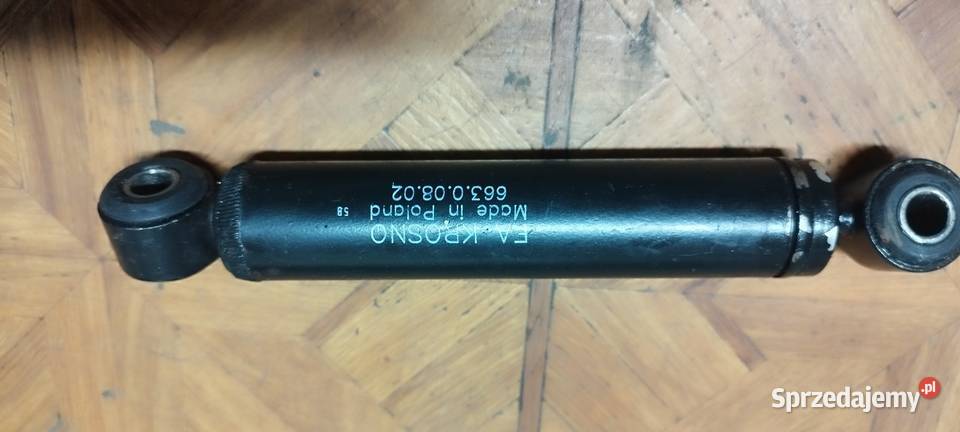 FA KROSNO
Made in Poland 58
663.0.08.02
Sprzedajemy.pl